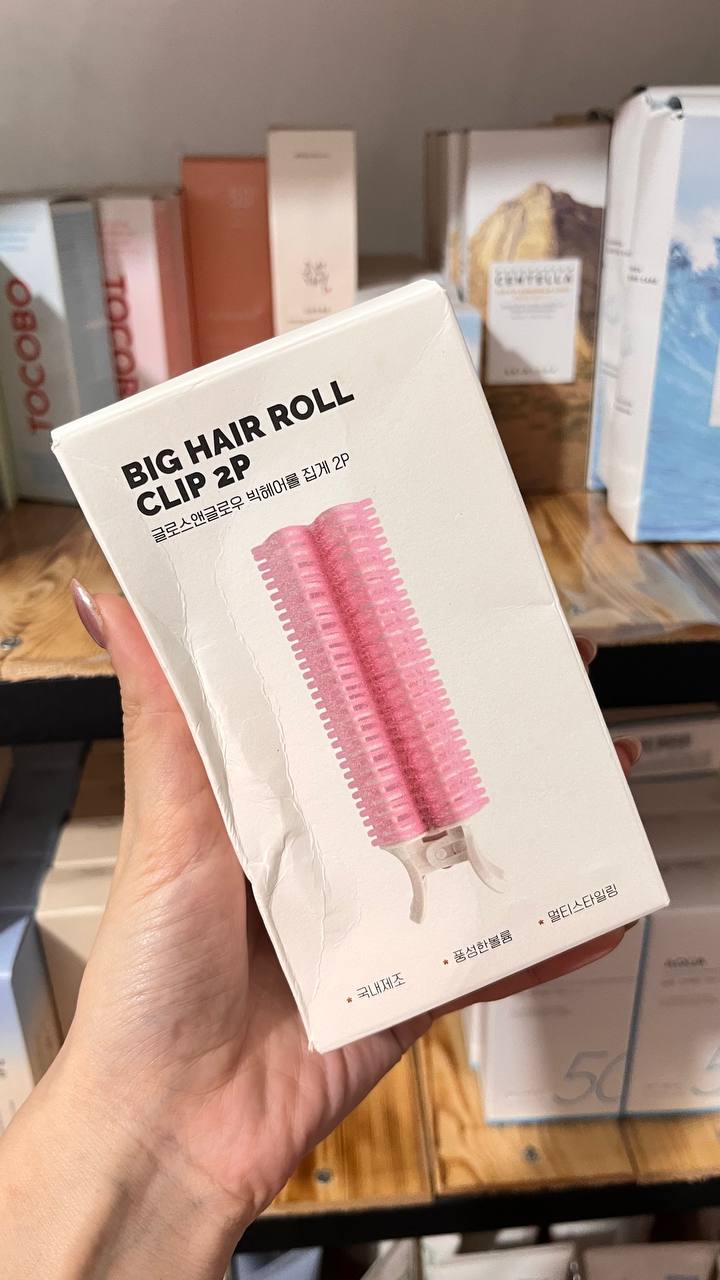 BIG HAIR ROLL
CLIP 2P
글로스앤글로우 빅헤어롤 집게 2P
* 국내제조
* 풍성한볼륨
* 멀티스타일링
TOCOBO
TOCOBO
CENTELLA
50